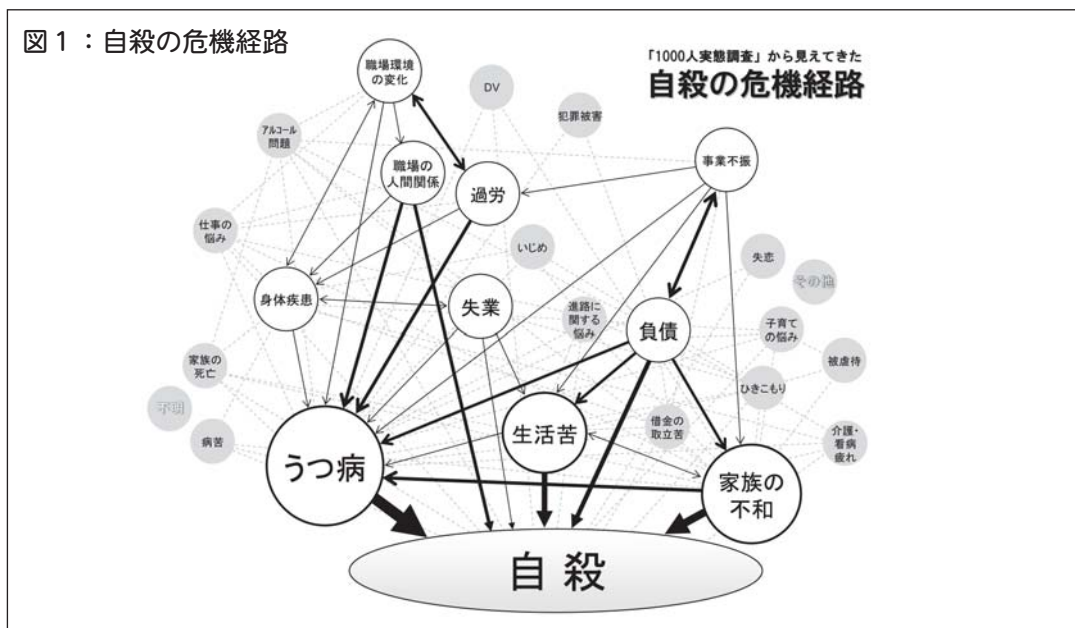 図1：自殺の危機経路
「1000人実態調査」から見えてきた
自殺の危機経路
職場環境
の変化
DV
犯罪被害
アルコール
問題
職場の
人間関係
過労
事業不振
仕事の
悩み
いじめ
失恋
その他
身体疾患
失業
進路に
関する
悩み
負債
子育て
の悩み
家族の
死亡
被虐待
ひきこもり
不明
病苦
うつ病
生活苦
借金の
取立苦
介護・
看病
疲れ
家族の
不和
自殺